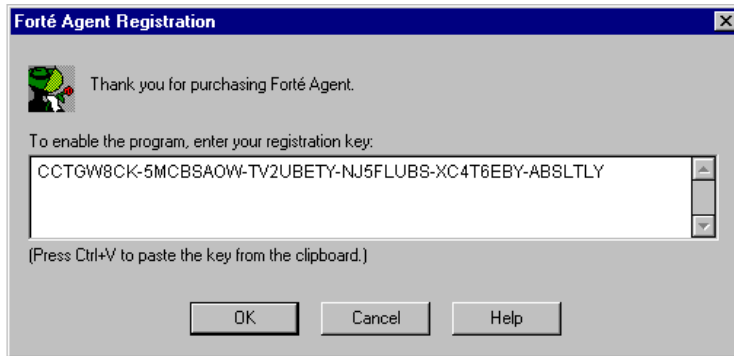 Forté Agent Registration
Thank you for purchasing Forté Agent.
To enable the program, enter your registration key:
CCTGW8CK-5MCBSAOW-TV2UBETY-NJ5FLUBS-XC4T6EBY-ABSLTLY
(Press Ctrl+V to paste the key from the clipboard.)
OK Cancel Help